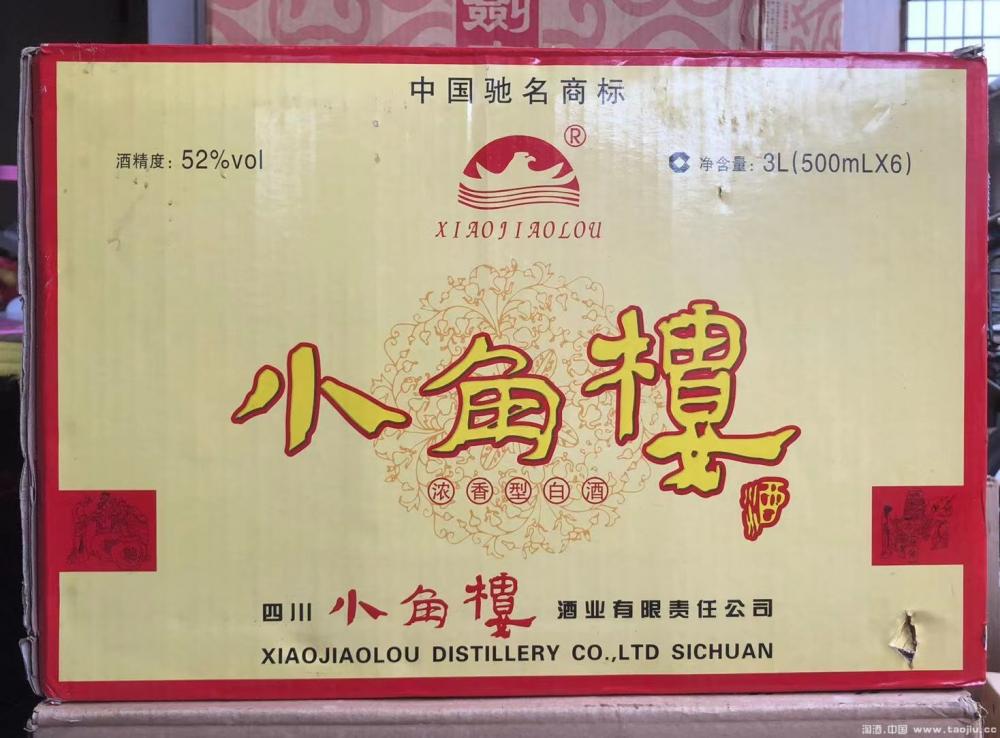 中国驰名商标
®
酒精度: 52%vol
净含量: 3L(500mLX6)
XIAOJIAOLOU
小角樓
浓香型白酒
酒
四川 小角樓 酒业有限责任公司
XIAOJIAOLOU DISTILLERY CO.,LTD SICHUAN
淘酒.中国 www.taojiu.cc